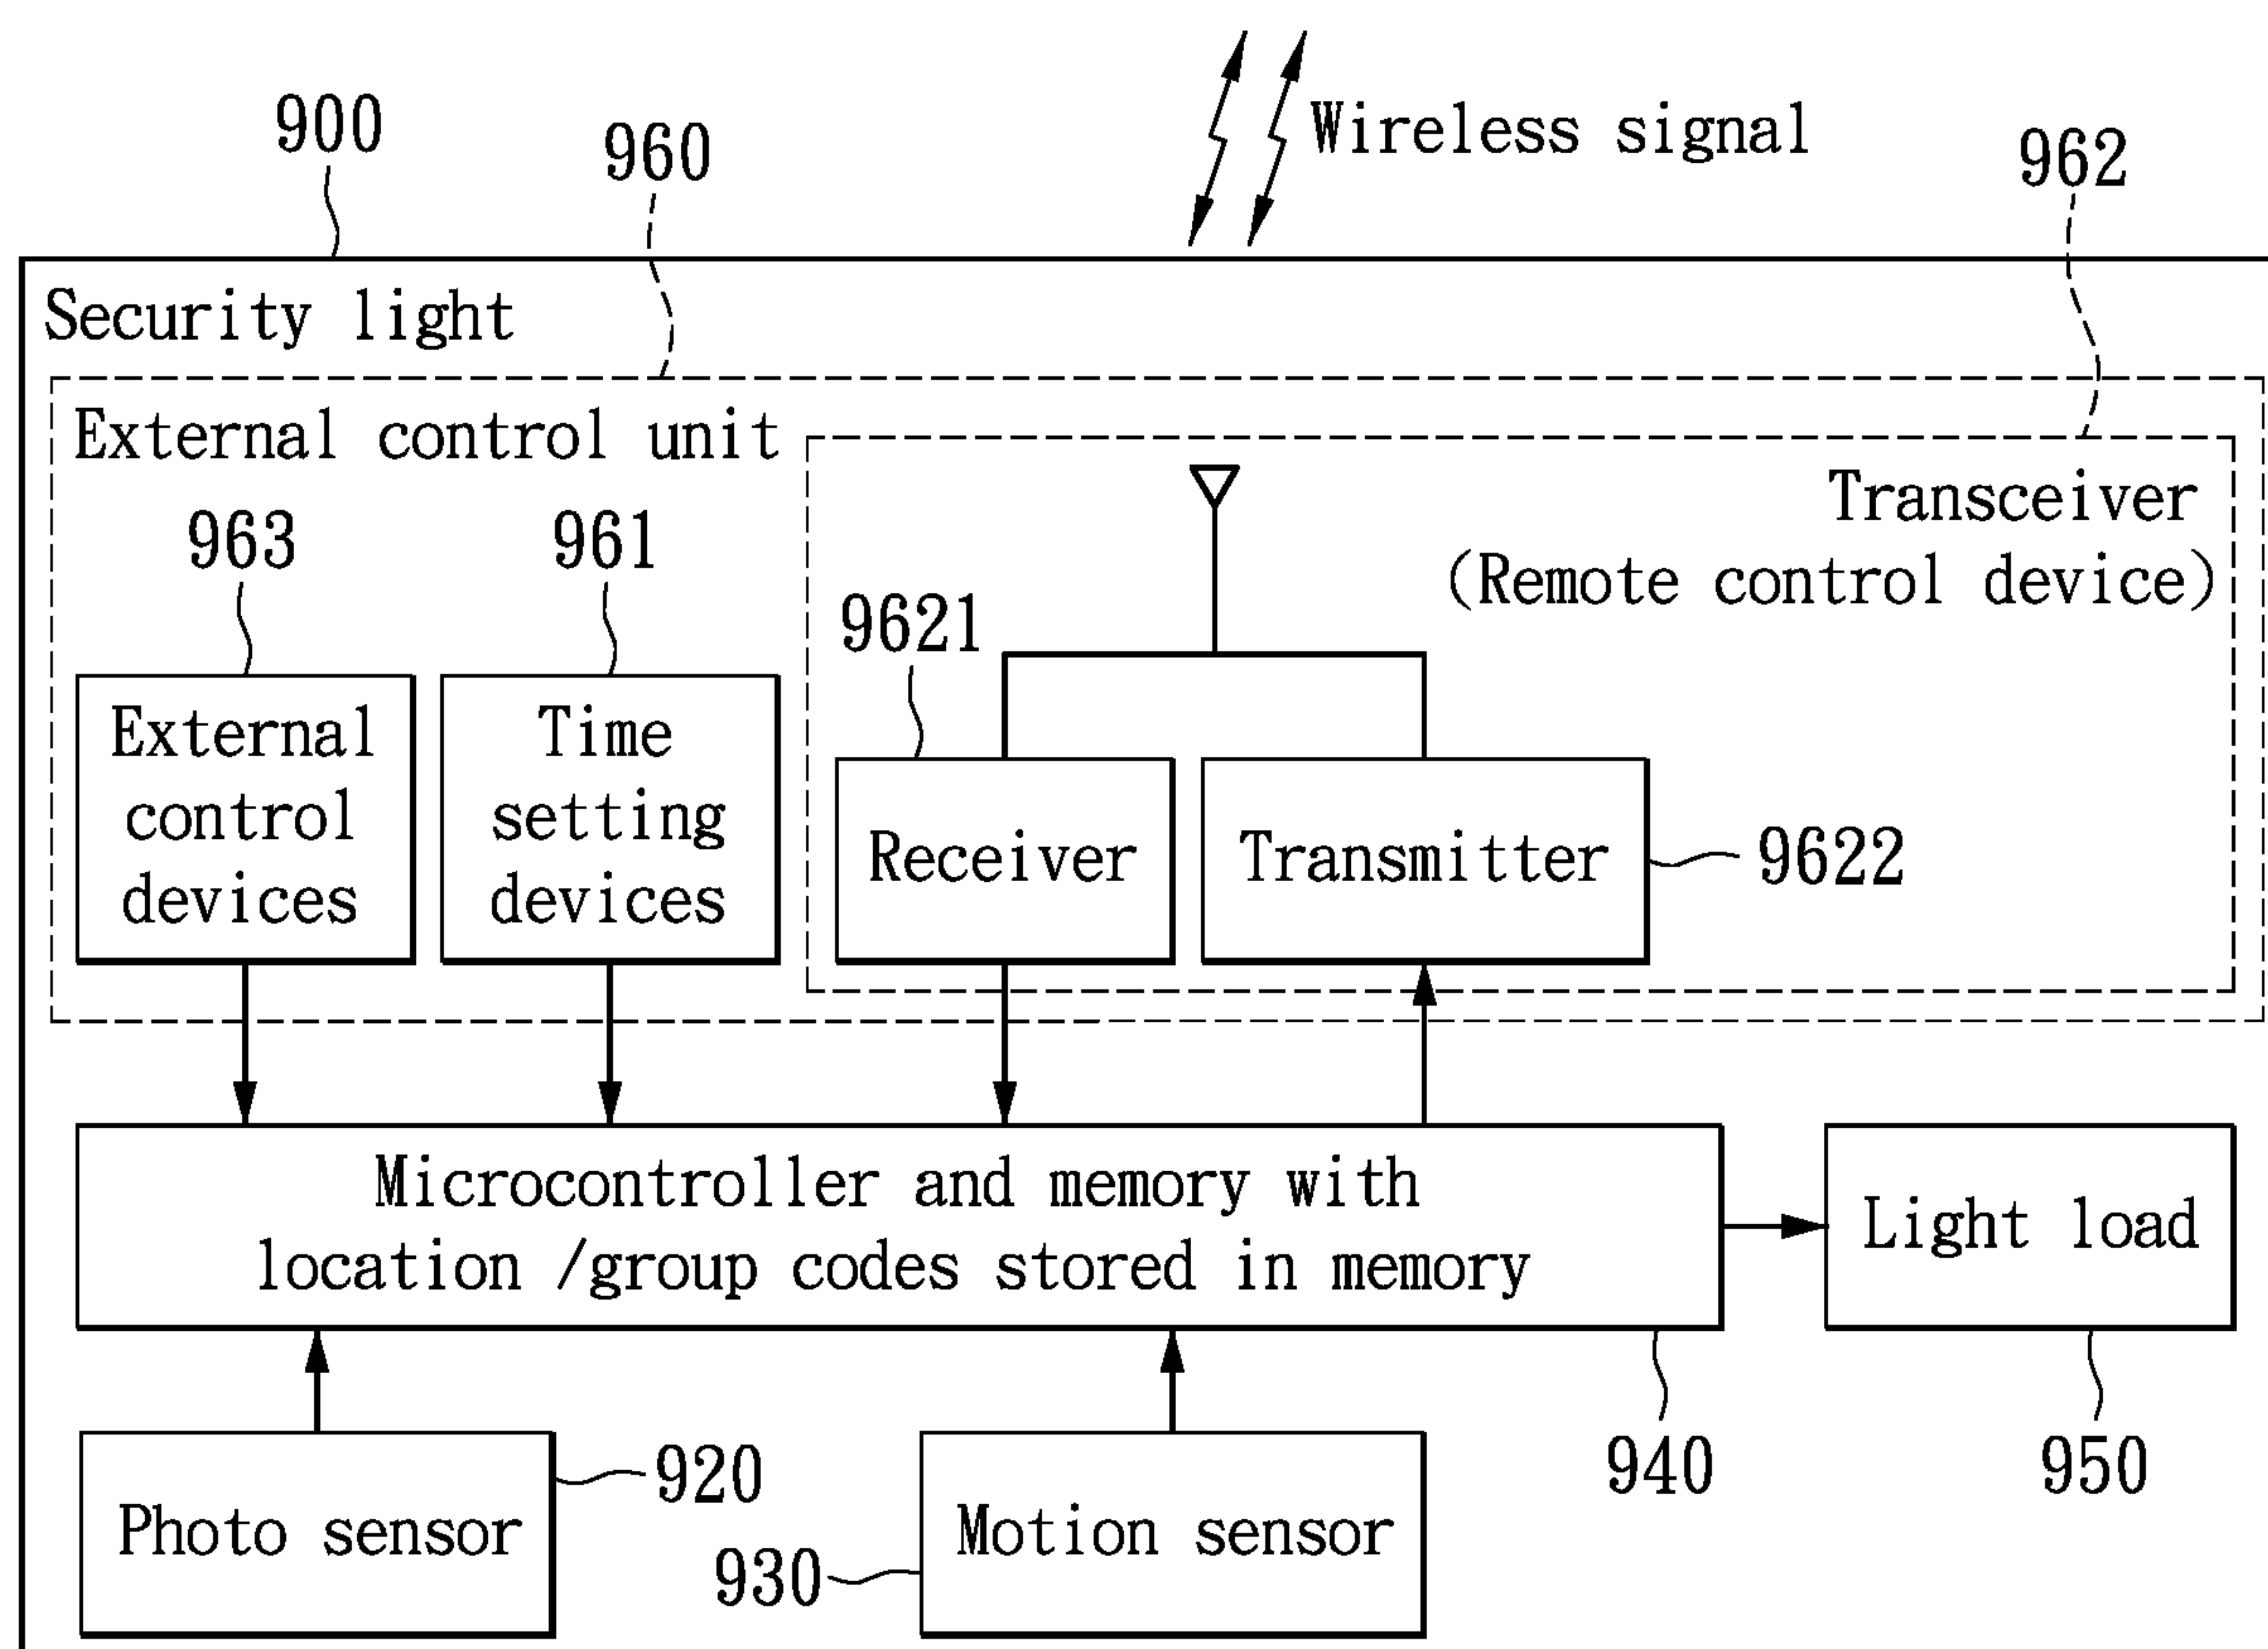 900
960
Wireless signal
962
Security light
External control unit
963
961
Transceiver
(Remote control device)
9621
External
control
devices
Time
setting
devices
Receiver
Transmitter
9622
Microcontroller and memory with
location /group codes stored in memory
Light load
940
950
Photo sensor
920
930
Motion sensor